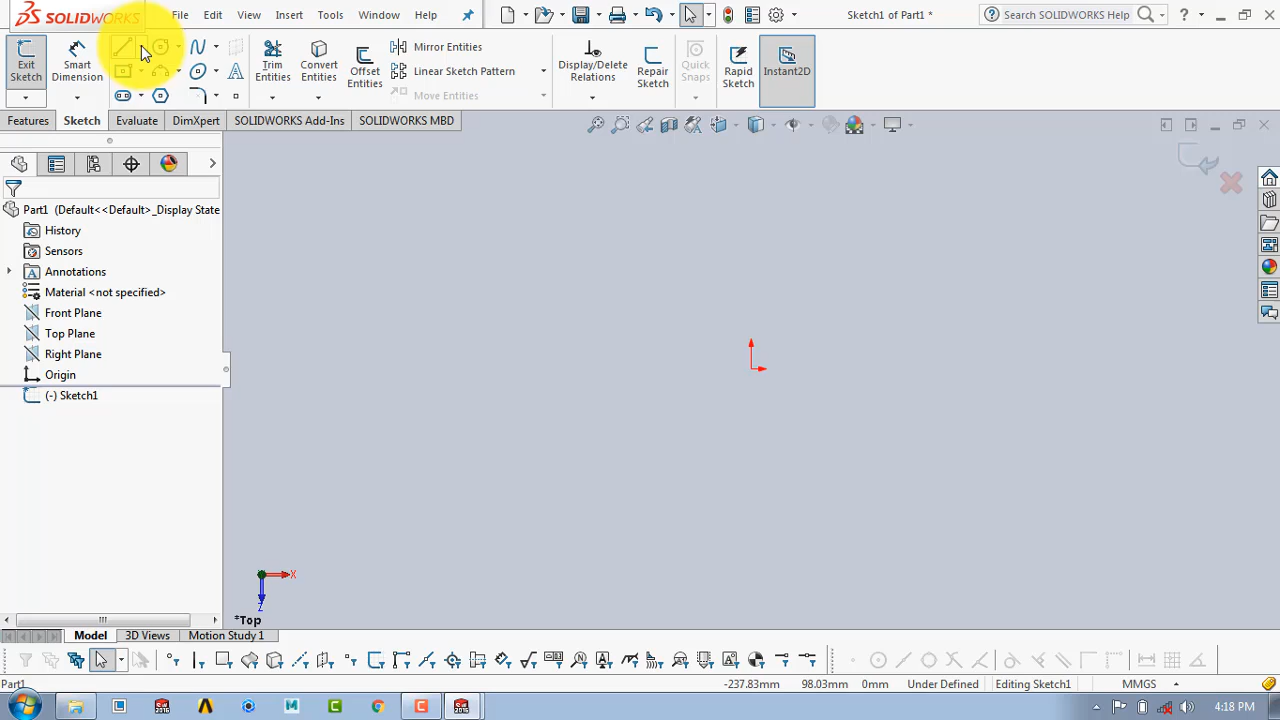 SOLIDWORKS File Edit View Insert Tools Window Help Sketch1 of Part1 * Search SOLIDWORKS Help ?
Exit Sketch
Smart Dimension
Trim Entities
Convert Entities
Offset Entities
Mirror Entities
Linear Sketch Pattern
Move Entities
Display/Delete Relations
Repair Sketch
Quick Snaps
Rapid Sketch
Instant2D
Features Sketch Evaluate DimXpert SOLIDWORKS Add-Ins SOLIDWORKS MBD
Part1 (Default<<Default>_Display State
History
Sensors
Annotations
Material <not specified>
Front Plane
Top Plane
Right Plane
Origin
(-) Sketch1
X
Z
*Top
Model 3D Views Motion Study 1
Part1 -237.83mm 98.03mm 0mm Under Defined Editing Sketch1 MMGS
4:18 PM